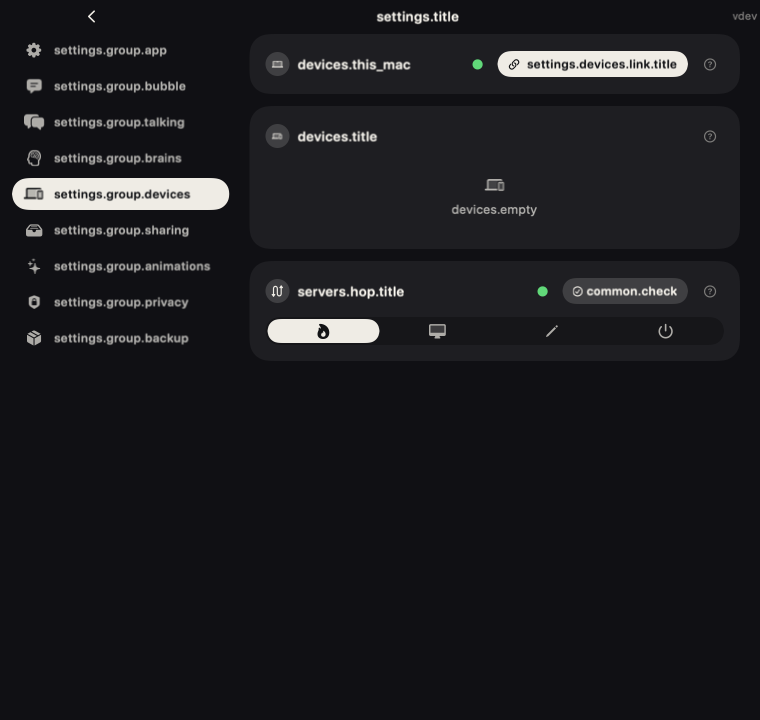 settings.title
vdev
settings.group.app
settings.group.bubble
settings.group.talking
settings.group.brains
settings.group.devices
settings.group.sharing
settings.group.animations
settings.group.privacy
settings.group.backup
devices.this_mac
settings.devices.link.title
devices.title
devices.empty
servers.hop.title
common.check